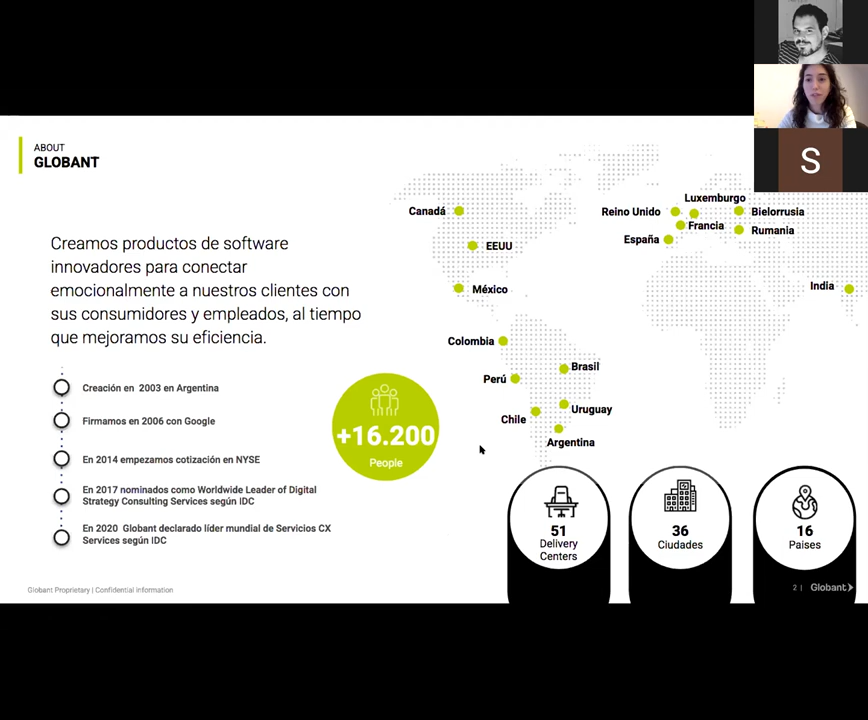 ABOUT
GLOBANT
Creamos productos de software
innovadores para conectar
emocionalmente a nuestros clientes con
sus consumidores y empleados, al tiempo
que mejoramos su eficiencia.
Creación en 2003 en Argentina
Firmamos en 2006 con Google
En 2014 empezamos cotización en NYSE
En 2017 nominados como Worldwide Leader of Digital
Strategy Consulting Services según IDC
En 2020 Globant declarado líder mundial de Servicios CX
Services según IDC
+16.200
People
Canadá
EEUU
México
Colombia
Perú
Brasil
Chile
Uruguay
Argentina
Luxemburgo
Reino Unido
Bielorrusia
Francia
Rumania
España
India
51
Delivery
Centers
36
Ciudades
16
Paises
Globant Proprietary | Confidential information
2 | Globant
S